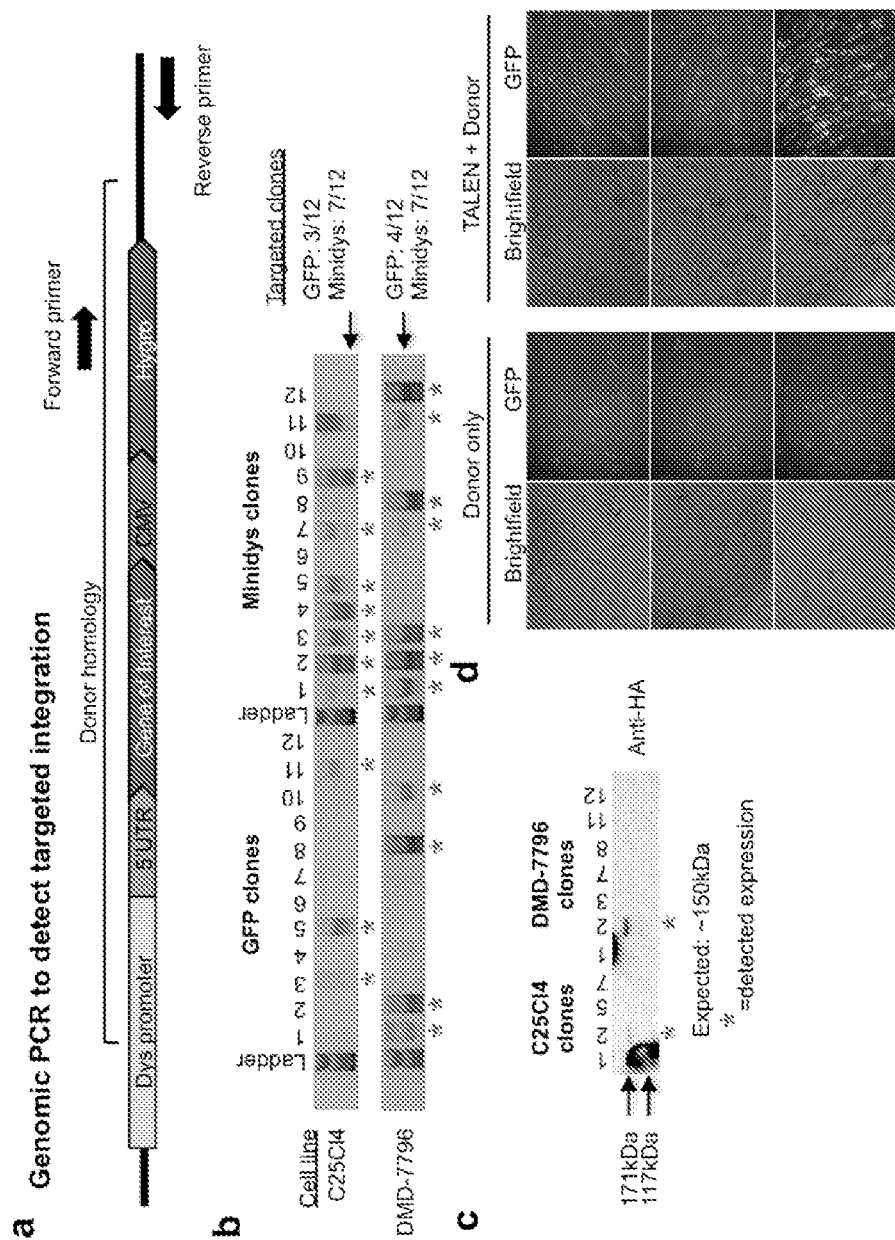 a Genomic PCR to detect targeted integration
Donor homology
Forward primer
Dys promoter
5'UTR
Gene of Interest
CMV
Hygro
Reverse primer
b
GFP clones
Minidys clones
Targeted clones
Cell line
Ladder 1 2 3 4 5 6 7 8 9 10 11 12 Ladder 1 2 3 4 5 6 7 8 9 10 11 12
C25Cl4
GFP: 3/12
Minidys: 7/12
* * * * * * * * * *
DMD-7796
GFP: 4/12
Minidys: 7/12
* * * * * * * * * * *
c
C25Cl4 clones
DMD-7796 clones
171kDa
117kDa
Anti-HA
* *
Expected: ~150kDa
* =detected expression
d
Donor only
TALEN + Donor
Brightfield
GFP
Brightfield
GFP